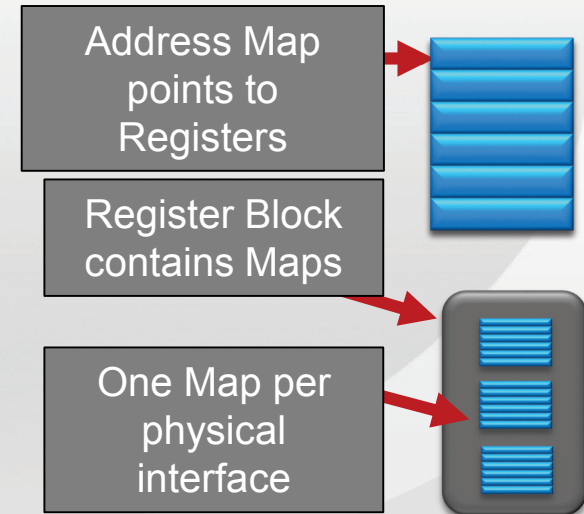 Address Map
points to
Registers
Register Block
contains Maps
One Map per
physical
interface